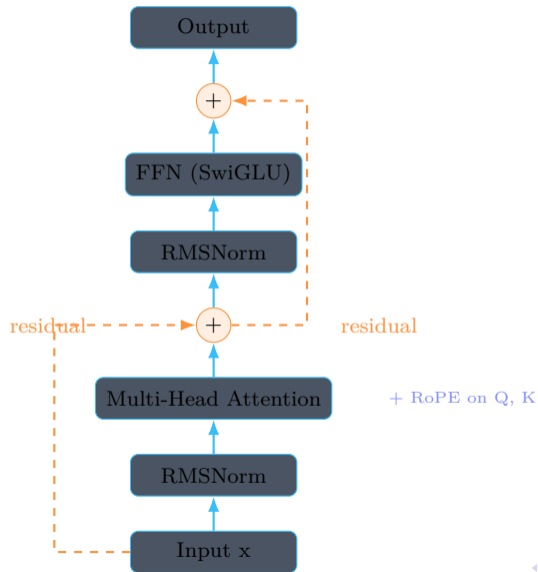 Output
+
FFN (SwiGLU)
RMSNorm
residual
+
residual
Multi-Head Attention
+ RoPE on Q, K
RMSNorm
Input x